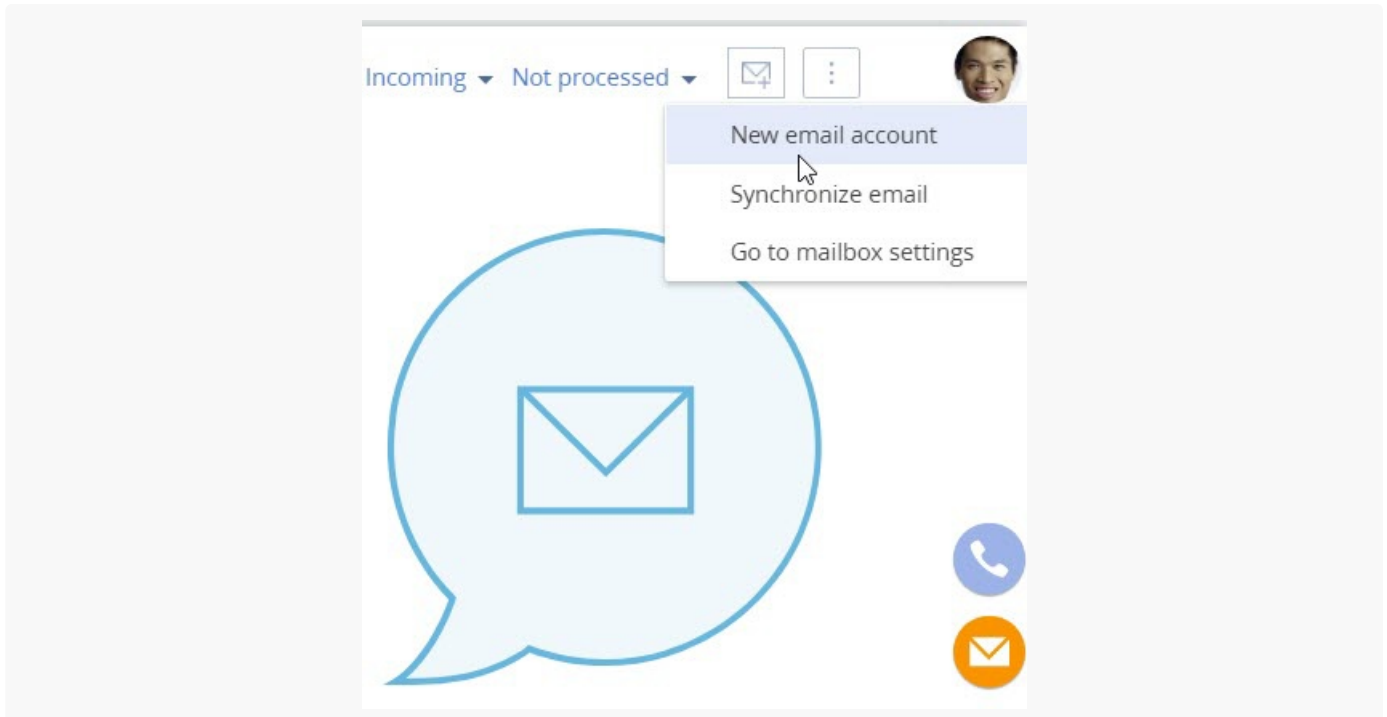 Incoming Not processed
New email account
Synchronize email
Go to mailbox settings